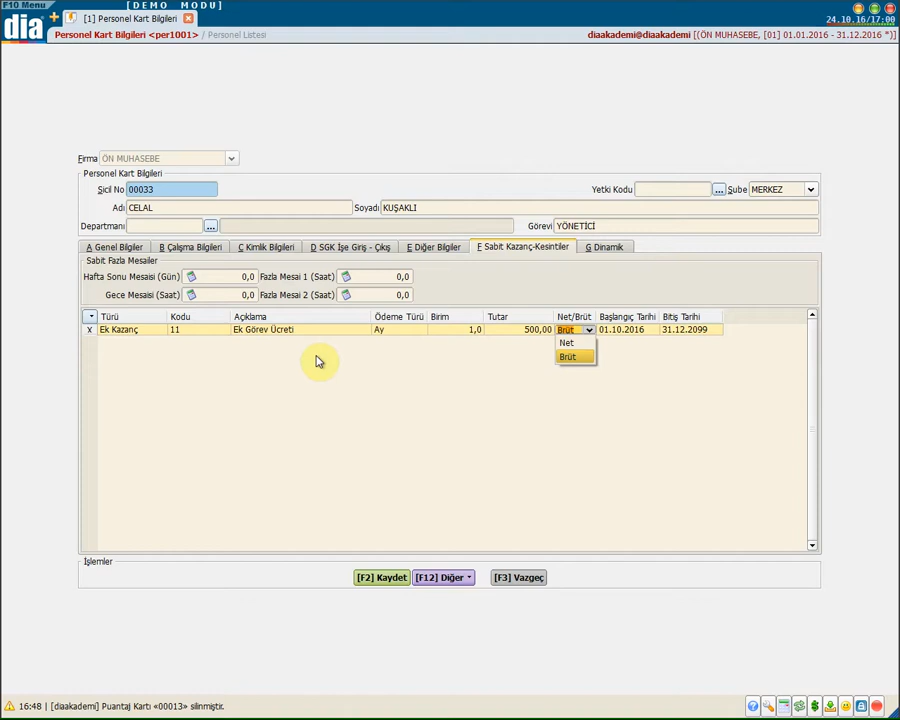 F10 Menu
[DEMO MODU]
dia
[1] Personel Kart Bilgileri
24.10.16/17:00
Personel Kart Bilgileri <per1001> / Personel Listesi
diaakademi@diaakademi [(ÖN MUHASEBE, [01] 01.01.2016 - 31.12.2016 *)]
Firma ÖN MUHASEBE
Personel Kart Bilgileri
Sicil No 00033
Yetki Kodu ... Şube MERKEZ
Adı CELAL
Soyadı KUŞAKLI
Departmanı ...
Görevi YÖNETİCİ
A Genel Bilgiler
B Çalışma Bilgileri
C Kimlik Bilgileri
D SGK İşe Giriş - Çıkış
E Diğer Bilgiler
F Sabit Kazanç-Kesintiler
G Dinamik
Sabit Fazla Mesailer
Hafta Sonu Mesaisi (Gün) 0,0 Fazla Mesai 1 (Saat) 0,0
Gece Mesaisi (Saat) 0,0 Fazla Mesai 2 (Saat) 0,0
Türü Kodu Açıklama Ödeme Türü Birim Tutar Net/Brüt Başlangıç Tarihi Bitiş Tarihi
X Ek Kazanç 11 Ek Görev Ücreti Ay 1,0 500,00 Brüt 01.10.2016 31.12.2099
Net
Brüt
İşlemler
[F2] Kaydet
[F12] Diğer
[F3] Vazgeç
16:48 | [diaakademi] Puantaj Kartı «00013» silinmiştir.